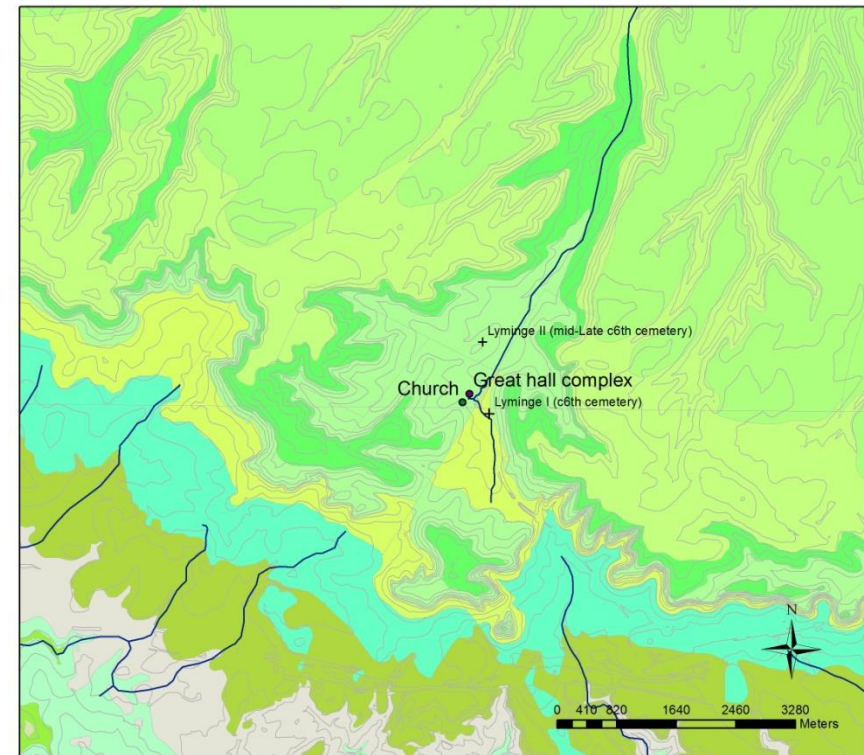 Lyminge II (mid-Late c6th cemetery)
Church
Great hall complex
Lyminge I (c6th cemetery)
N
0 410 820 1640 2460 3280
Meters